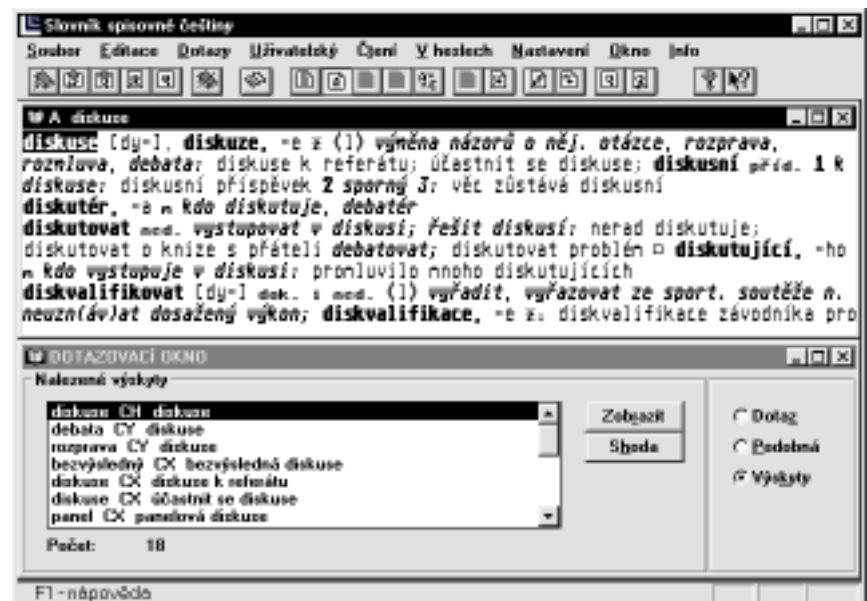 Slovník spisovné češtiny
Soubor Editace Dotazy Uživatelský Čtení V heslech Nastavení Okno Info
A diskuse
diskuse [dy-], diskuze, -e ž (1) výměna názorů o něj. otázce, rozprava,
rozmluva, debata: diskuse k referátu; účastnit se diskuse; diskusní příd. 1 k
diskuse: diskusní příspěvek 2 sporný 3: věc zůstává diskusní
diskutér, -a m kdo diskutuje, debatér
diskutovat ned. vystupovat v diskusi; řešit diskusí: nerad diskutuje;
diskutovat o knize s přáteli debatovat; diskutovat problém □ diskutující, -ho
m kdo vystupuje v diskusi: promluvilo mnoho diskutujících
diskvalifikovat [dy-] dok. i ned. (1) vyřadit, vyřazovat ze sport. soutěže n.
neuzn(áv)at dosažený výkon; diskvalifikace, -e ž: diskvalifikace závodníka pro
DOTAZOVACÍ OKNO
Nalezené výskyty
diskuse CH diskuse
debata CY diskuse
rozprava CY diskuze
bezvýsledný CX bezvýsledná diskuse
diskuse CX diskuze k referátu
diskuse CX účastnit se diskuse
panel CX panelová diskuze
Počet: 18
Zobrazit
Shoda
Dotaz
Podobná
Výskyty
F1-nápověda